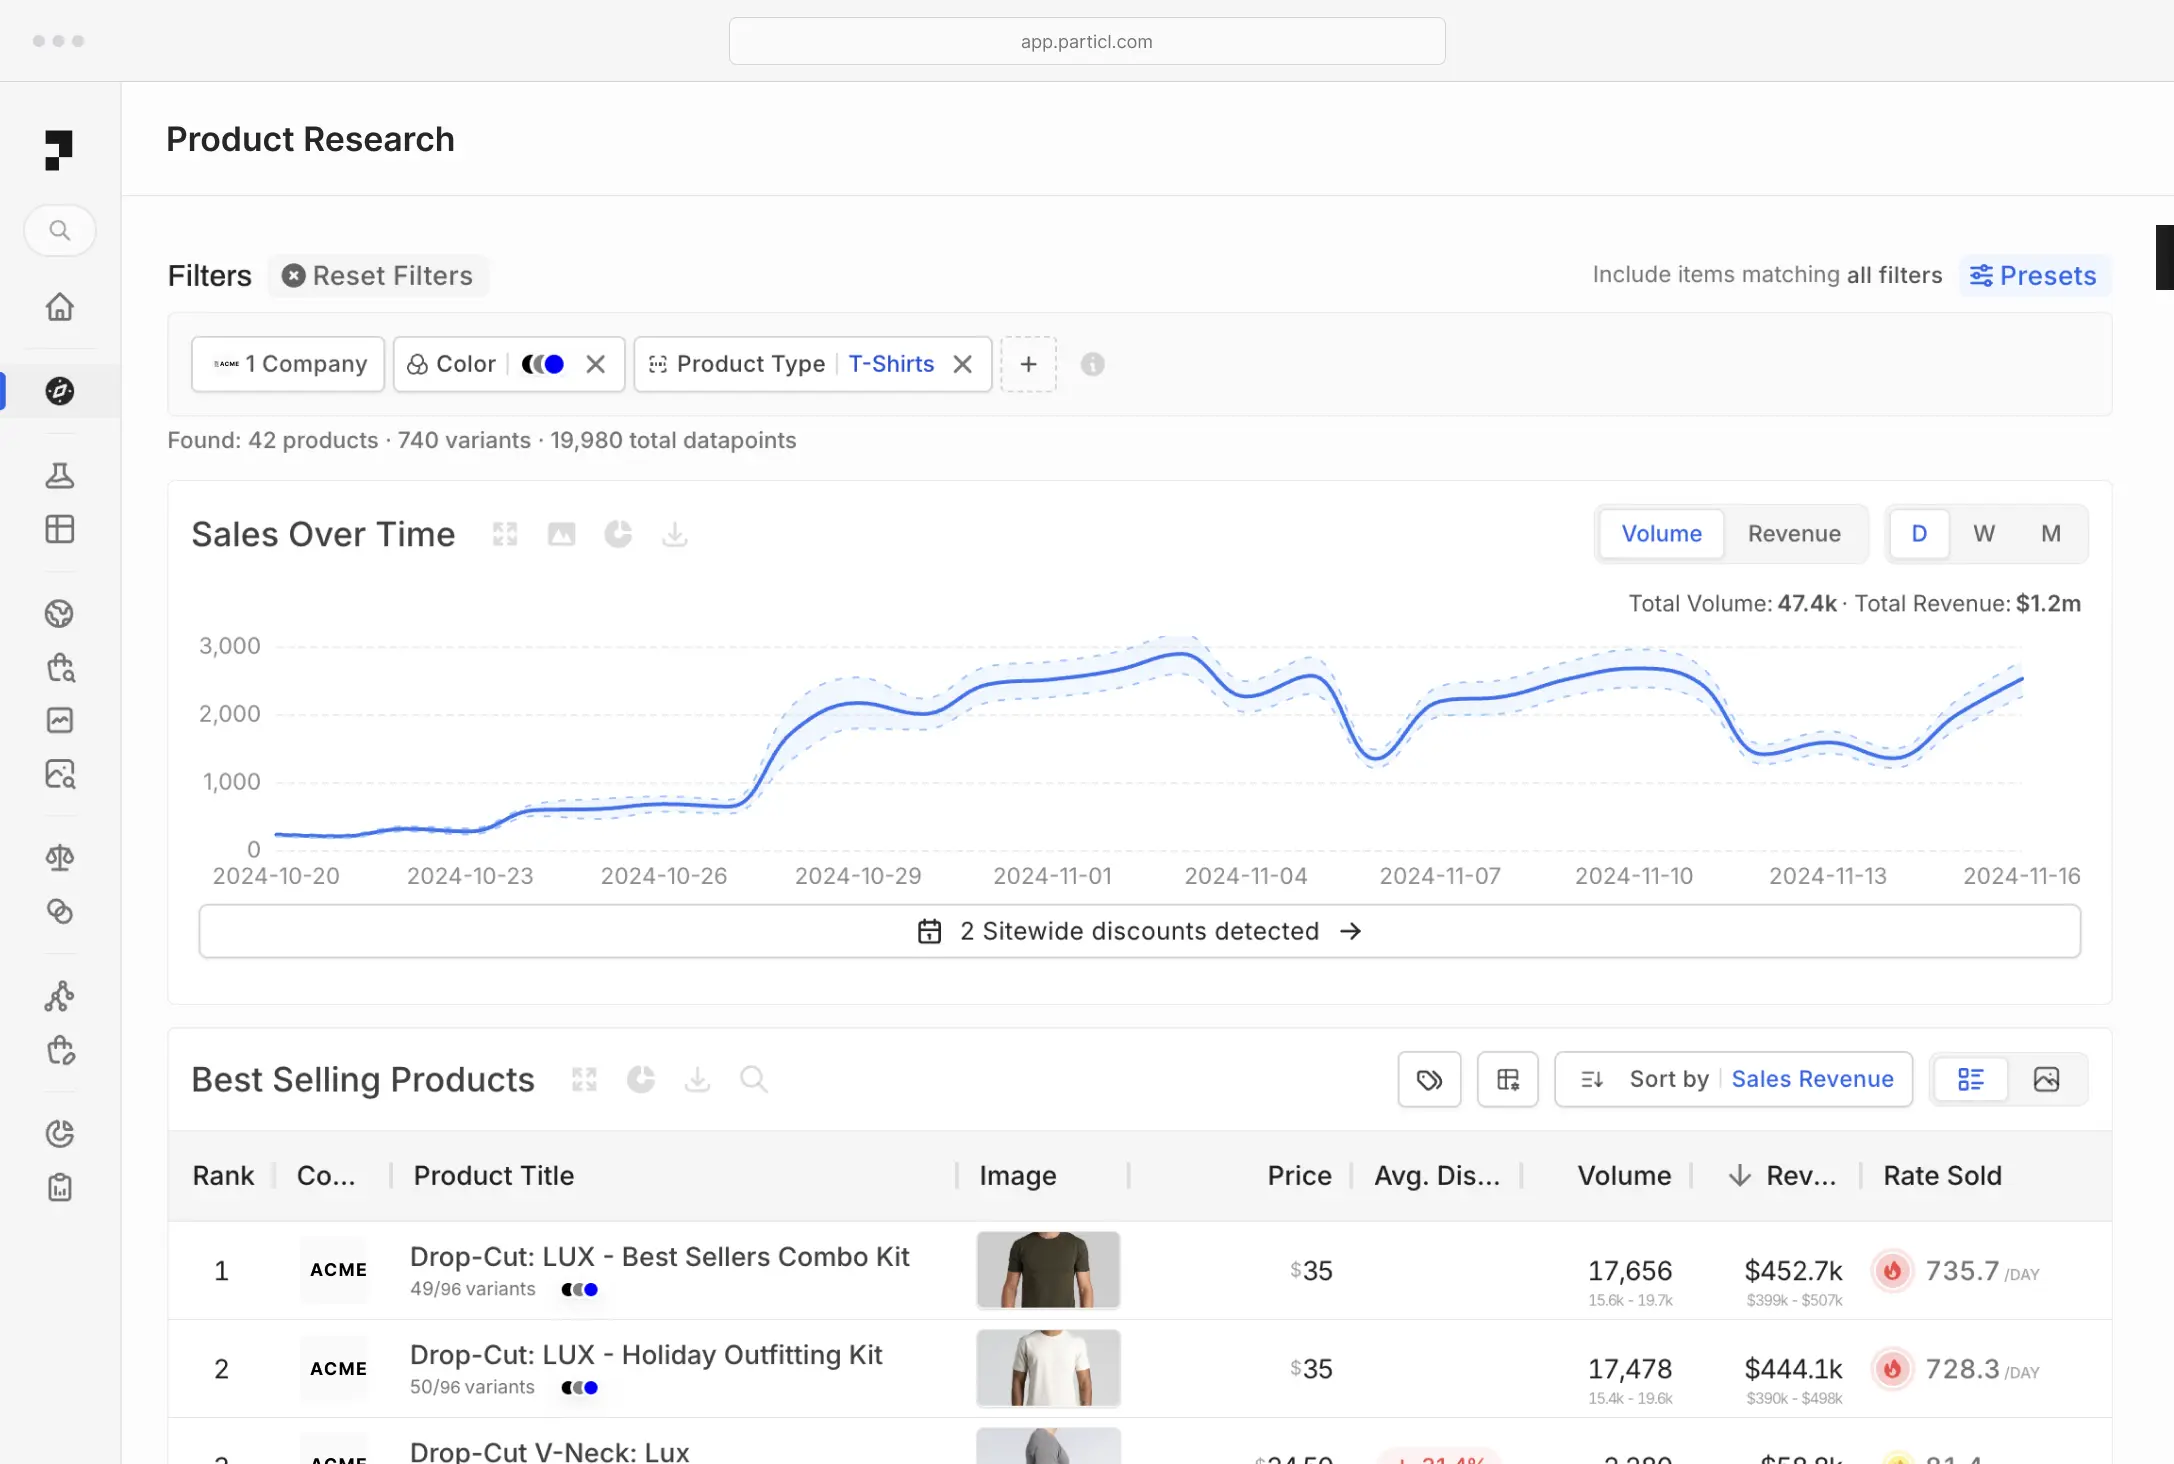 app.particl.com
Product Research
Filters
Reset Filters
Include items matching all filters
Presets
ACME 1 Company
Color
Product Type
T-Shirts
Found: 42 products · 740 variants · 19,980 total datapoints
Sales Over Time
Volume
Revenue
D
W
M
Total Volume: 47.4k · Total Revenue: $1.2m
3,000
2,000
1,000
0
2024-10-20
2024-10-23
2024-10-26
2024-10-29
2024-11-01
2024-11-04
2024-11-07
2024-11-10
2024-11-13
2024-11-16
2 Sitewide discounts detected →
Best Selling Products
Sort by
Sales Revenue
Rank
Co...
Product Title
Image
Price
Avg. Dis...
Volume
Rev...
Rate Sold
1
ACME
Drop-Cut: LUX - Best Sellers Combo Kit
49/96 variants
$35
17,656
15.6k - 19.7k
$452.7k
$399k - $507k
735.7 /DAY
2
ACME
Drop-Cut: LUX - Holiday Outfitting Kit
50/96 variants
$35
17,478
15.4k - 19.6k
$444.1k
$390k - $498k
728.3 /DAY
ACME
Drop-Cut V-Neck: Lux